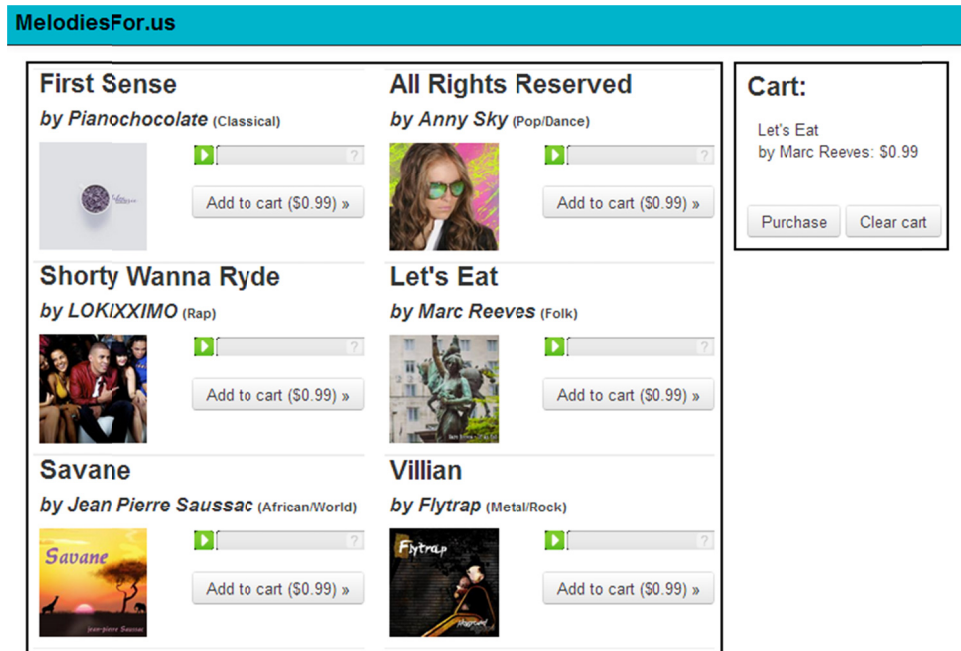 MelodiesFor.us
First Sense
by Pianochocolate (Classical)
?
Add to cart ($0.99) »
All Rights Reserved
by Anny Sky (Pop/Dance)
?
Add to cart ($0.99) »
Shorty Wanna Ryde
by LOKIXXIMO (Rap)
?
Add to cart ($0.99) »
Let's Eat
by Marc Reeves (Folk)
?
Add to cart ($0.99) »
Savane
by Jean Pierre Saussac (African/World)
Savane
jean-pierre Saussac
?
Add to cart ($0.99) »
Villian
by Flytrap (Metal/Rock)
Flytrap
?
Add to cart ($0.99) »
Cart:
Let's Eat
by Marc Reeves: $0.99
Purchase
Clear cart